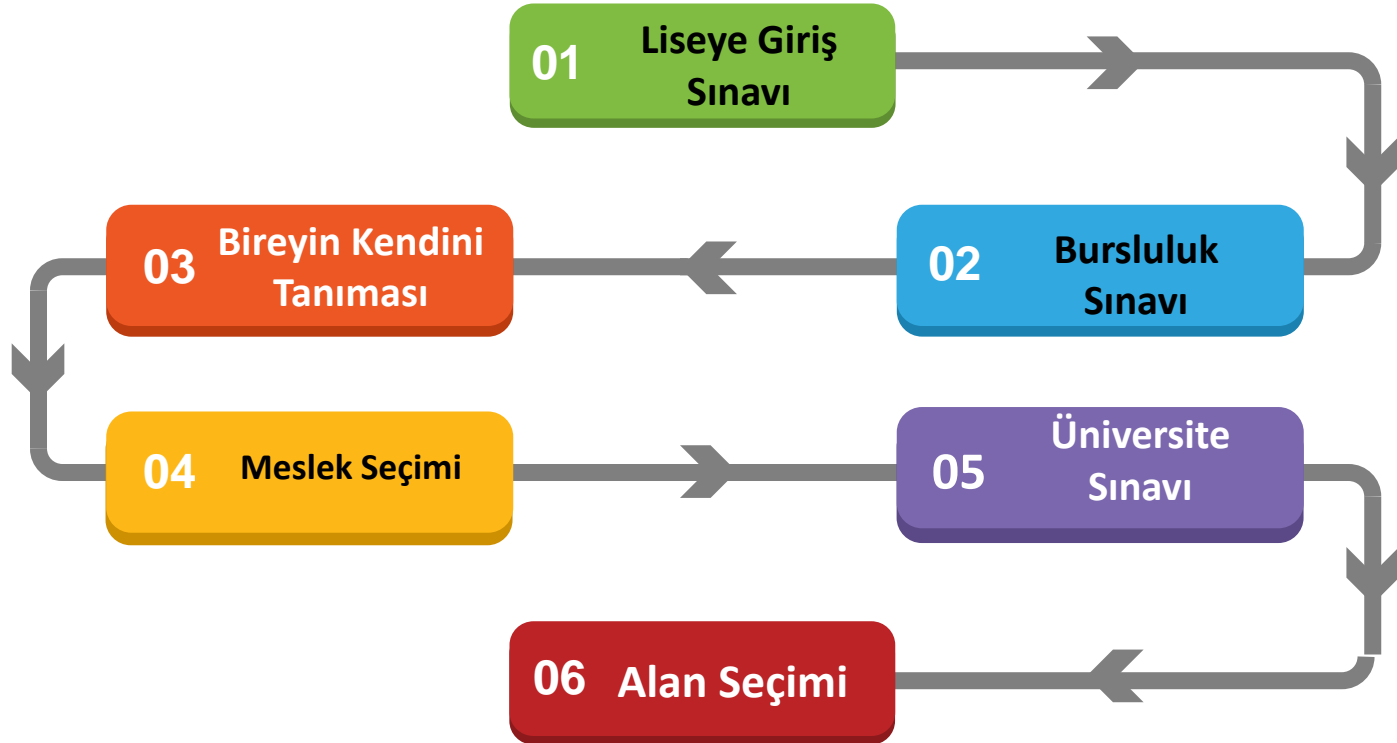 01
Liseye Giriş
Sınavı
02
Bursluluk
Sınavı
03
Bireyin Kendini
Tanıması
04
Meslek Seçimi
05
Üniversite
Sınavı
06
Alan Seçimi